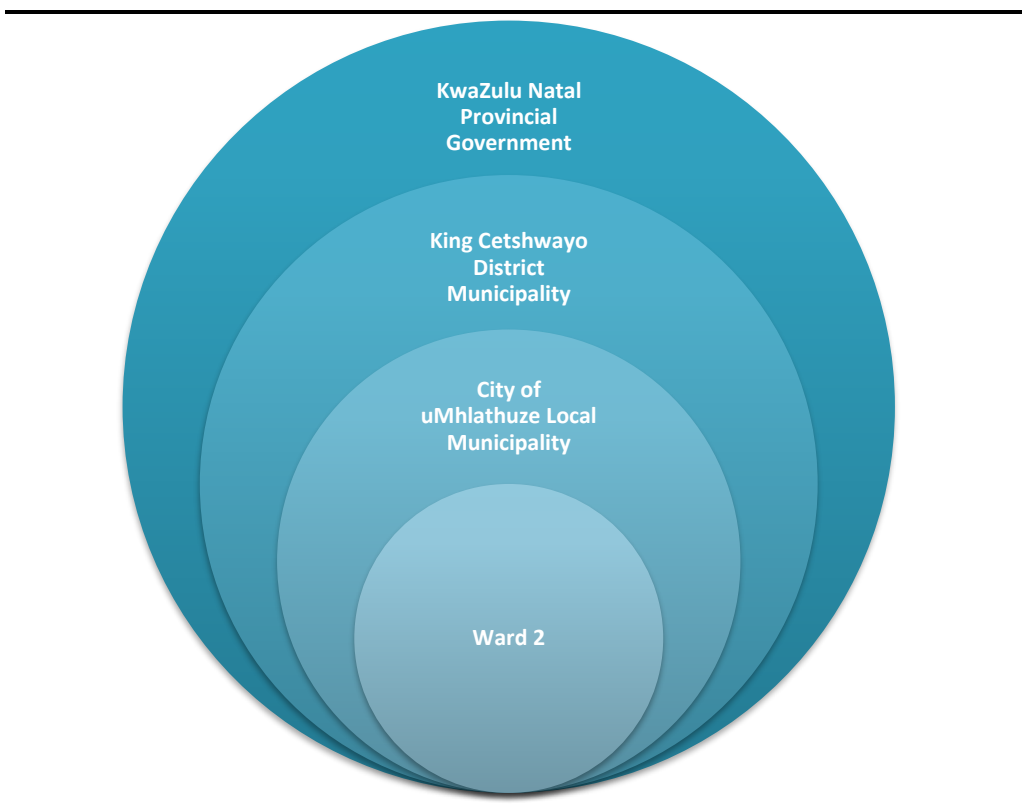 KwaZulu Natal
Provincial
Government
King Cetshwayo
District
Municipality
City of
uMhlathuze Local
Municipality
Ward 2